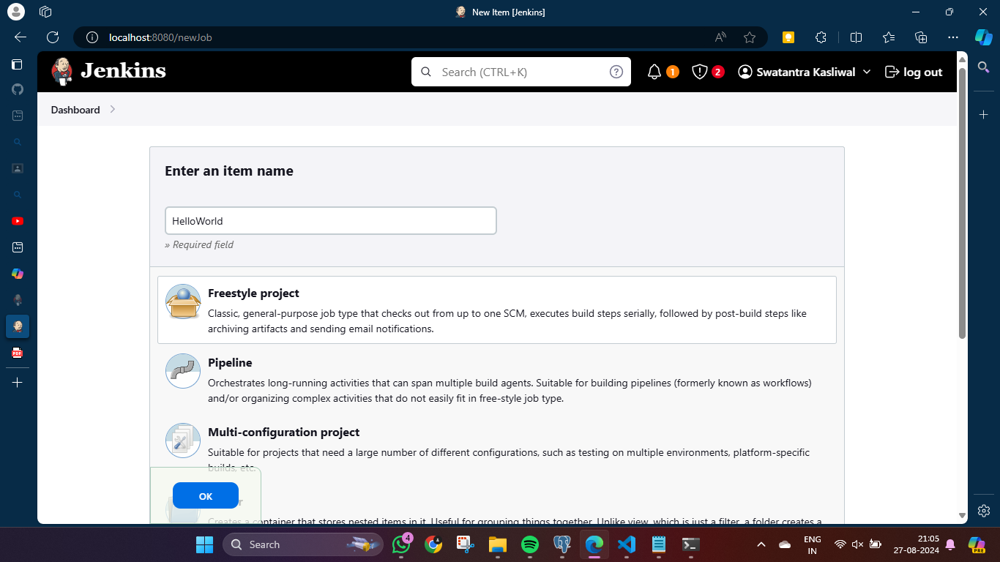 New Item [Jenkins]
localhost:8080/newJob
Jenkins
Search (CTRL+K)
1
2
Swatantra Kasliwal
log out
Dashboard
Enter an item name
HelloWorld
» Required field
Freestyle project
Classic, general-purpose job type that checks out from up to one SCM, executes build steps serially, followed by post-build steps like
archiving artifacts and sending email notifications.
Pipeline
Orchestrates long-running activities that can span multiple build agents. Suitable for building pipelines (formerly known as workflows)
and/or organizing complex activities that do not easily fit in free-style job type.
Multi-configuration project
Suitable for projects that need a large number of different configurations, such as testing on multiple environments, platform-specific
builds, etc.
OK
Creates a container that stores nested items in it. Useful for grouping things together. Unlike view, which is just a filter, a folder creates a
PDF
Search
4
ENG
IN
21:05
27-08-2024
PRE